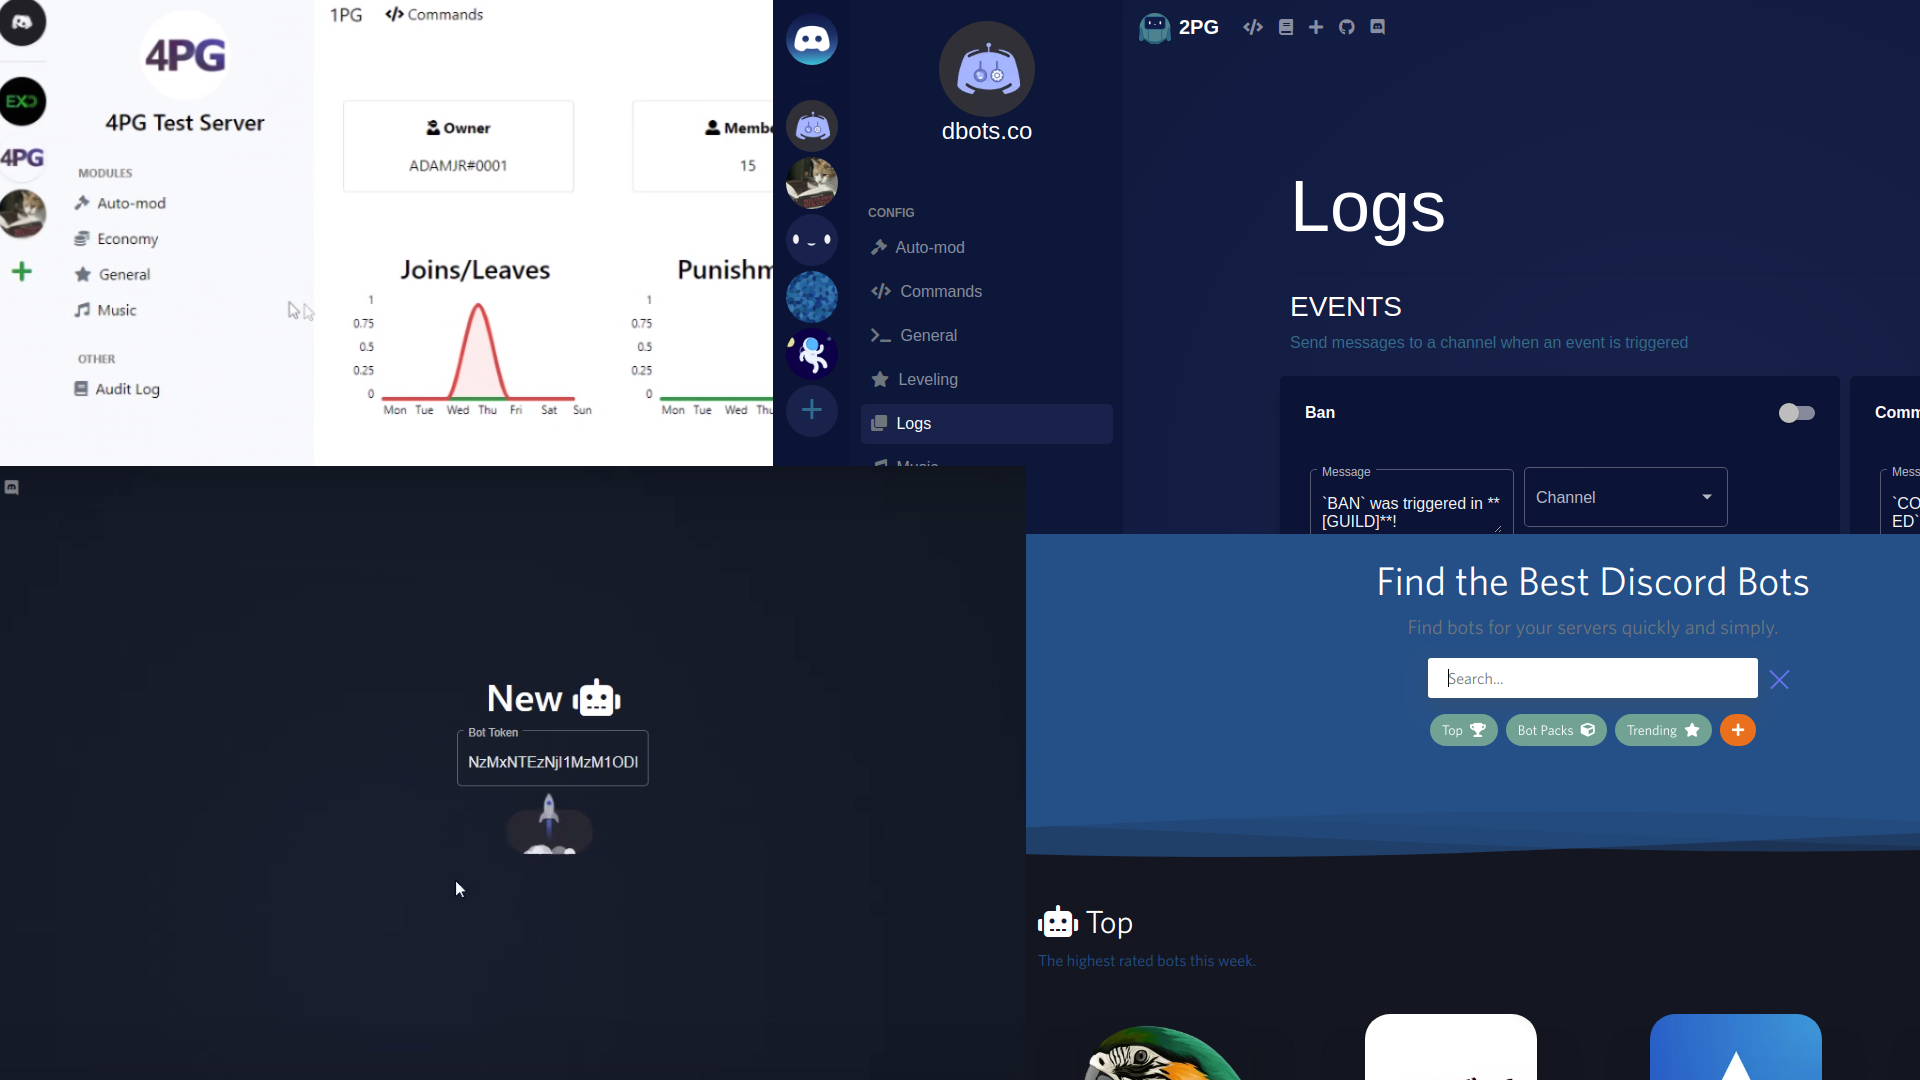 4PG
4PG Test Server
EXD
4PG
MODULES
Auto-mod
Economy
General
Music
OTHER
Audit Log
1PG
Commands
Owner
ADAMJR#0001
Membe
15
Joins/Leaves
1
0.75
0.5
0.25
0
Mon Tue Wed Thu Fri Sat Sun
Punishm
1
0.75
0.5
0.25
0
Mon Tue Wed Thu
dbots.co
CONFIG
Auto-mod
Commands
General
Leveling
Logs
Music
2PG
Logs
EVENTS
Send messages to a channel when an event is triggered
Ban
Message
`BAN` was triggered in **
[GUILD]**!
Channel
Comm
Mess
`CO
ED`
New
Bot Token
NzMxNTEzNjI1MzM1ODI
Find the Best Discord Bots
Find bots for your servers quickly and simply.
Search...
Top
Bot Packs
Trending
Top
The highest rated bots this week.